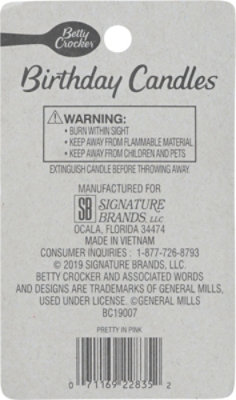 Betty
Crocker
Birthday Candles
WARNING:
• BURN WITHIN SIGHT
• KEEP AWAY FROM FLAMMABLE MATERIAL
• KEEP AWAY FROM CHILDREN AND PETS
EXTINGUISH CANDLE BEFORE THROWING AWAY.
MANUFACTURED FOR
SB SIGNATURE
BRANDS, LLC
OCALA, FLORIDA 34474
MADE IN VIETNAM
CONSUMER INQUIRIES : 1-877-726-8793
© 2019 SIGNATURE BRANDS, LLC.
BETTY CROCKER AND ASSOCIATED WORDS
AND DESIGNS ARE TRADEMARKS OF GENERAL MILLS,
USED UNDER LICENSE. ©GENERAL MILLS
BC19007
PRETTY IN PINK
0 71169 22835 2